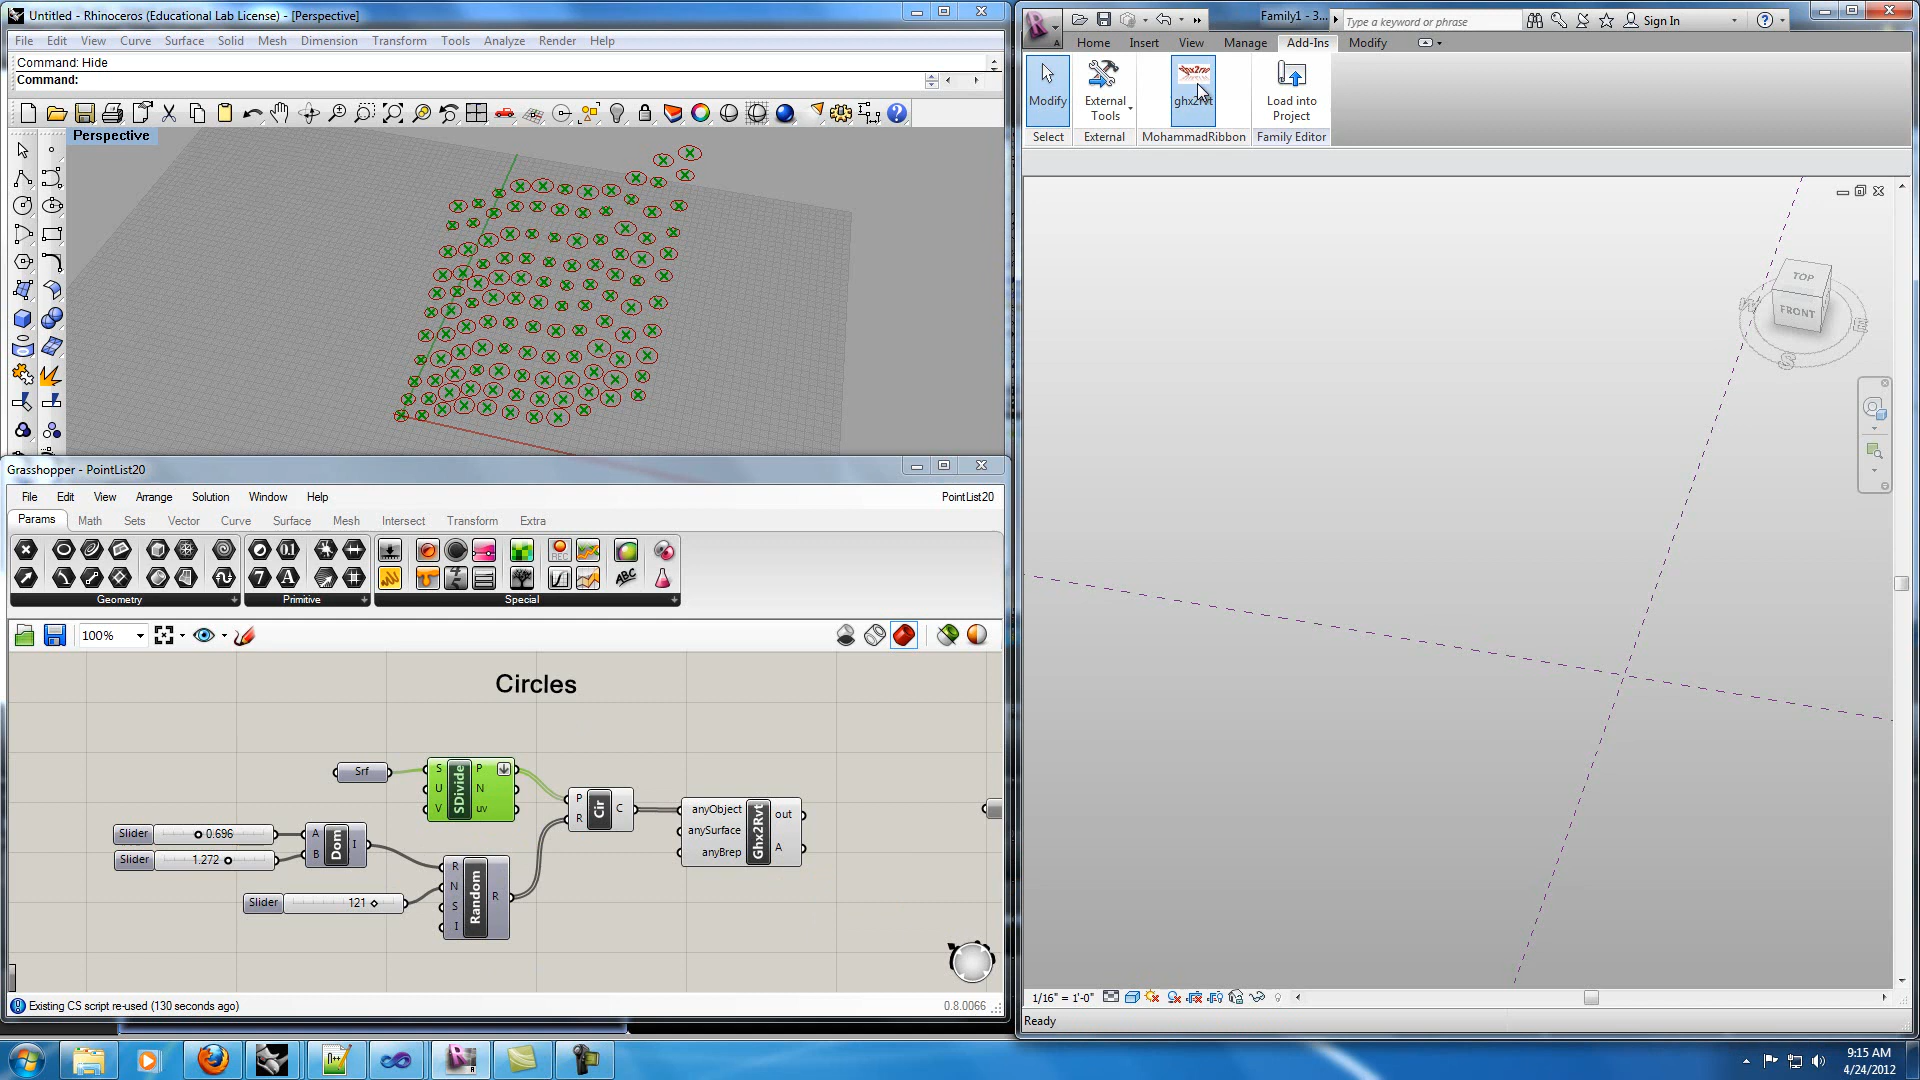 Untitled - Rhinoceros (Educational Lab License) - [Perspective]
File Edit View Curve Surface Solid Mesh Dimension Transform Tools Analyze Render Help
Command: Hide
Command:
Perspective
Grasshopper - PointList20
File Edit View Arrange Solution Window Help PointList20
Params Math Sets Vector Curve Surface Mesh Intersect Transform Extra
Geometry Primitive Special
100%
Circles
Srf
S U V SDivide P N uv
Slider 0.696
Slider 1.272
A B Dom I
Slider 121
R N S I Random R
P R Cir C
anyObject anySurface anyBrep Ghx2Rvt out A
Existing CS script re-used (130 seconds ago) 0.8.0066
Family1 - 3... Type a keyword or phrase Sign In
Home Insert View Manage Add-Ins Modify
Modify External Tools ghx2rvt Load into Project
Select External MohammadRibbon Family Editor
TOP
FRONT
W E
S
1/16" = 1'-0"
Ready
9:15 AM
4/24/2012